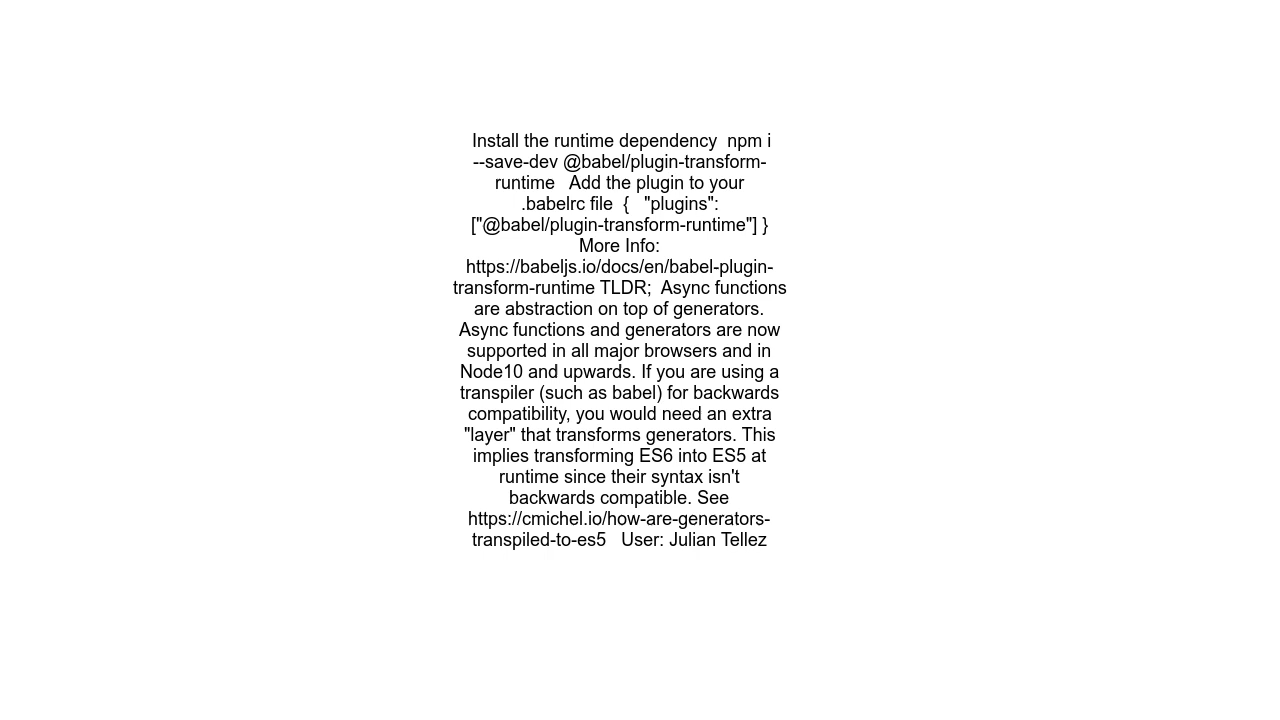 Install the runtime dependency  npm i
--save-dev @babel/plugin-transform-
runtime   Add the plugin to your
.babelrc file  {   "plugins":
["@babel/plugin-transform-runtime"] }
More Info:
https://babeljs.io/docs/en/babel-plugin-
transform-runtime TLDR;  Async functions
are abstraction on top of generators.
Async functions and generators are now
supported in all major browsers and in
Node10 and upwards. If you are using a
transpiler (such as babel) for backwards
compatibility, you would need an extra
"layer" that transforms generators. This
implies transforming ES6 into ES5 at
runtime since their syntax isn't
backwards compatible. See
https://cmichel.io/how-are-generators-
transpiled-to-es5   User: Julian Tellez